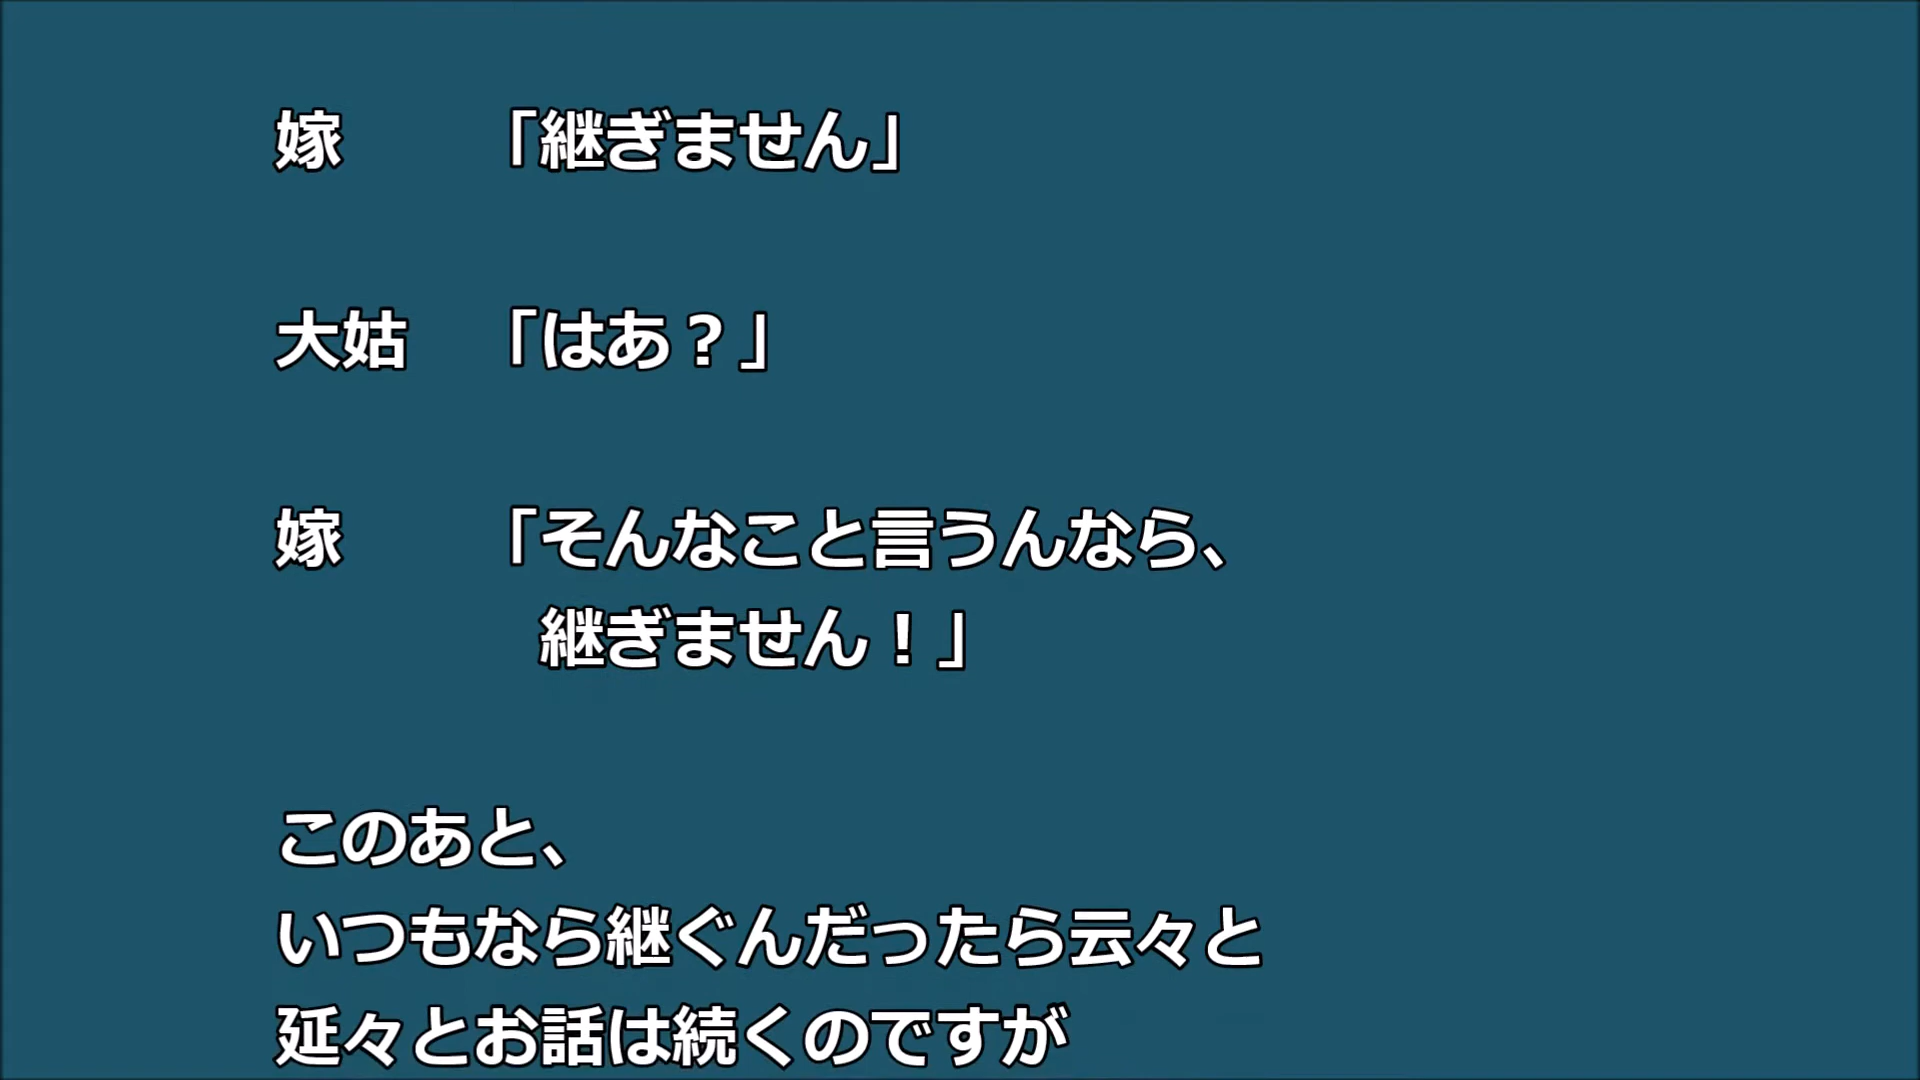 嫁　　「継ぎません」
大姑　「はあ？」
嫁　　「そんなこと言うんなら、
継ぎません！」
このあと、
いつもなら継ぐんだったら云々と
延々とお話は続くのですが